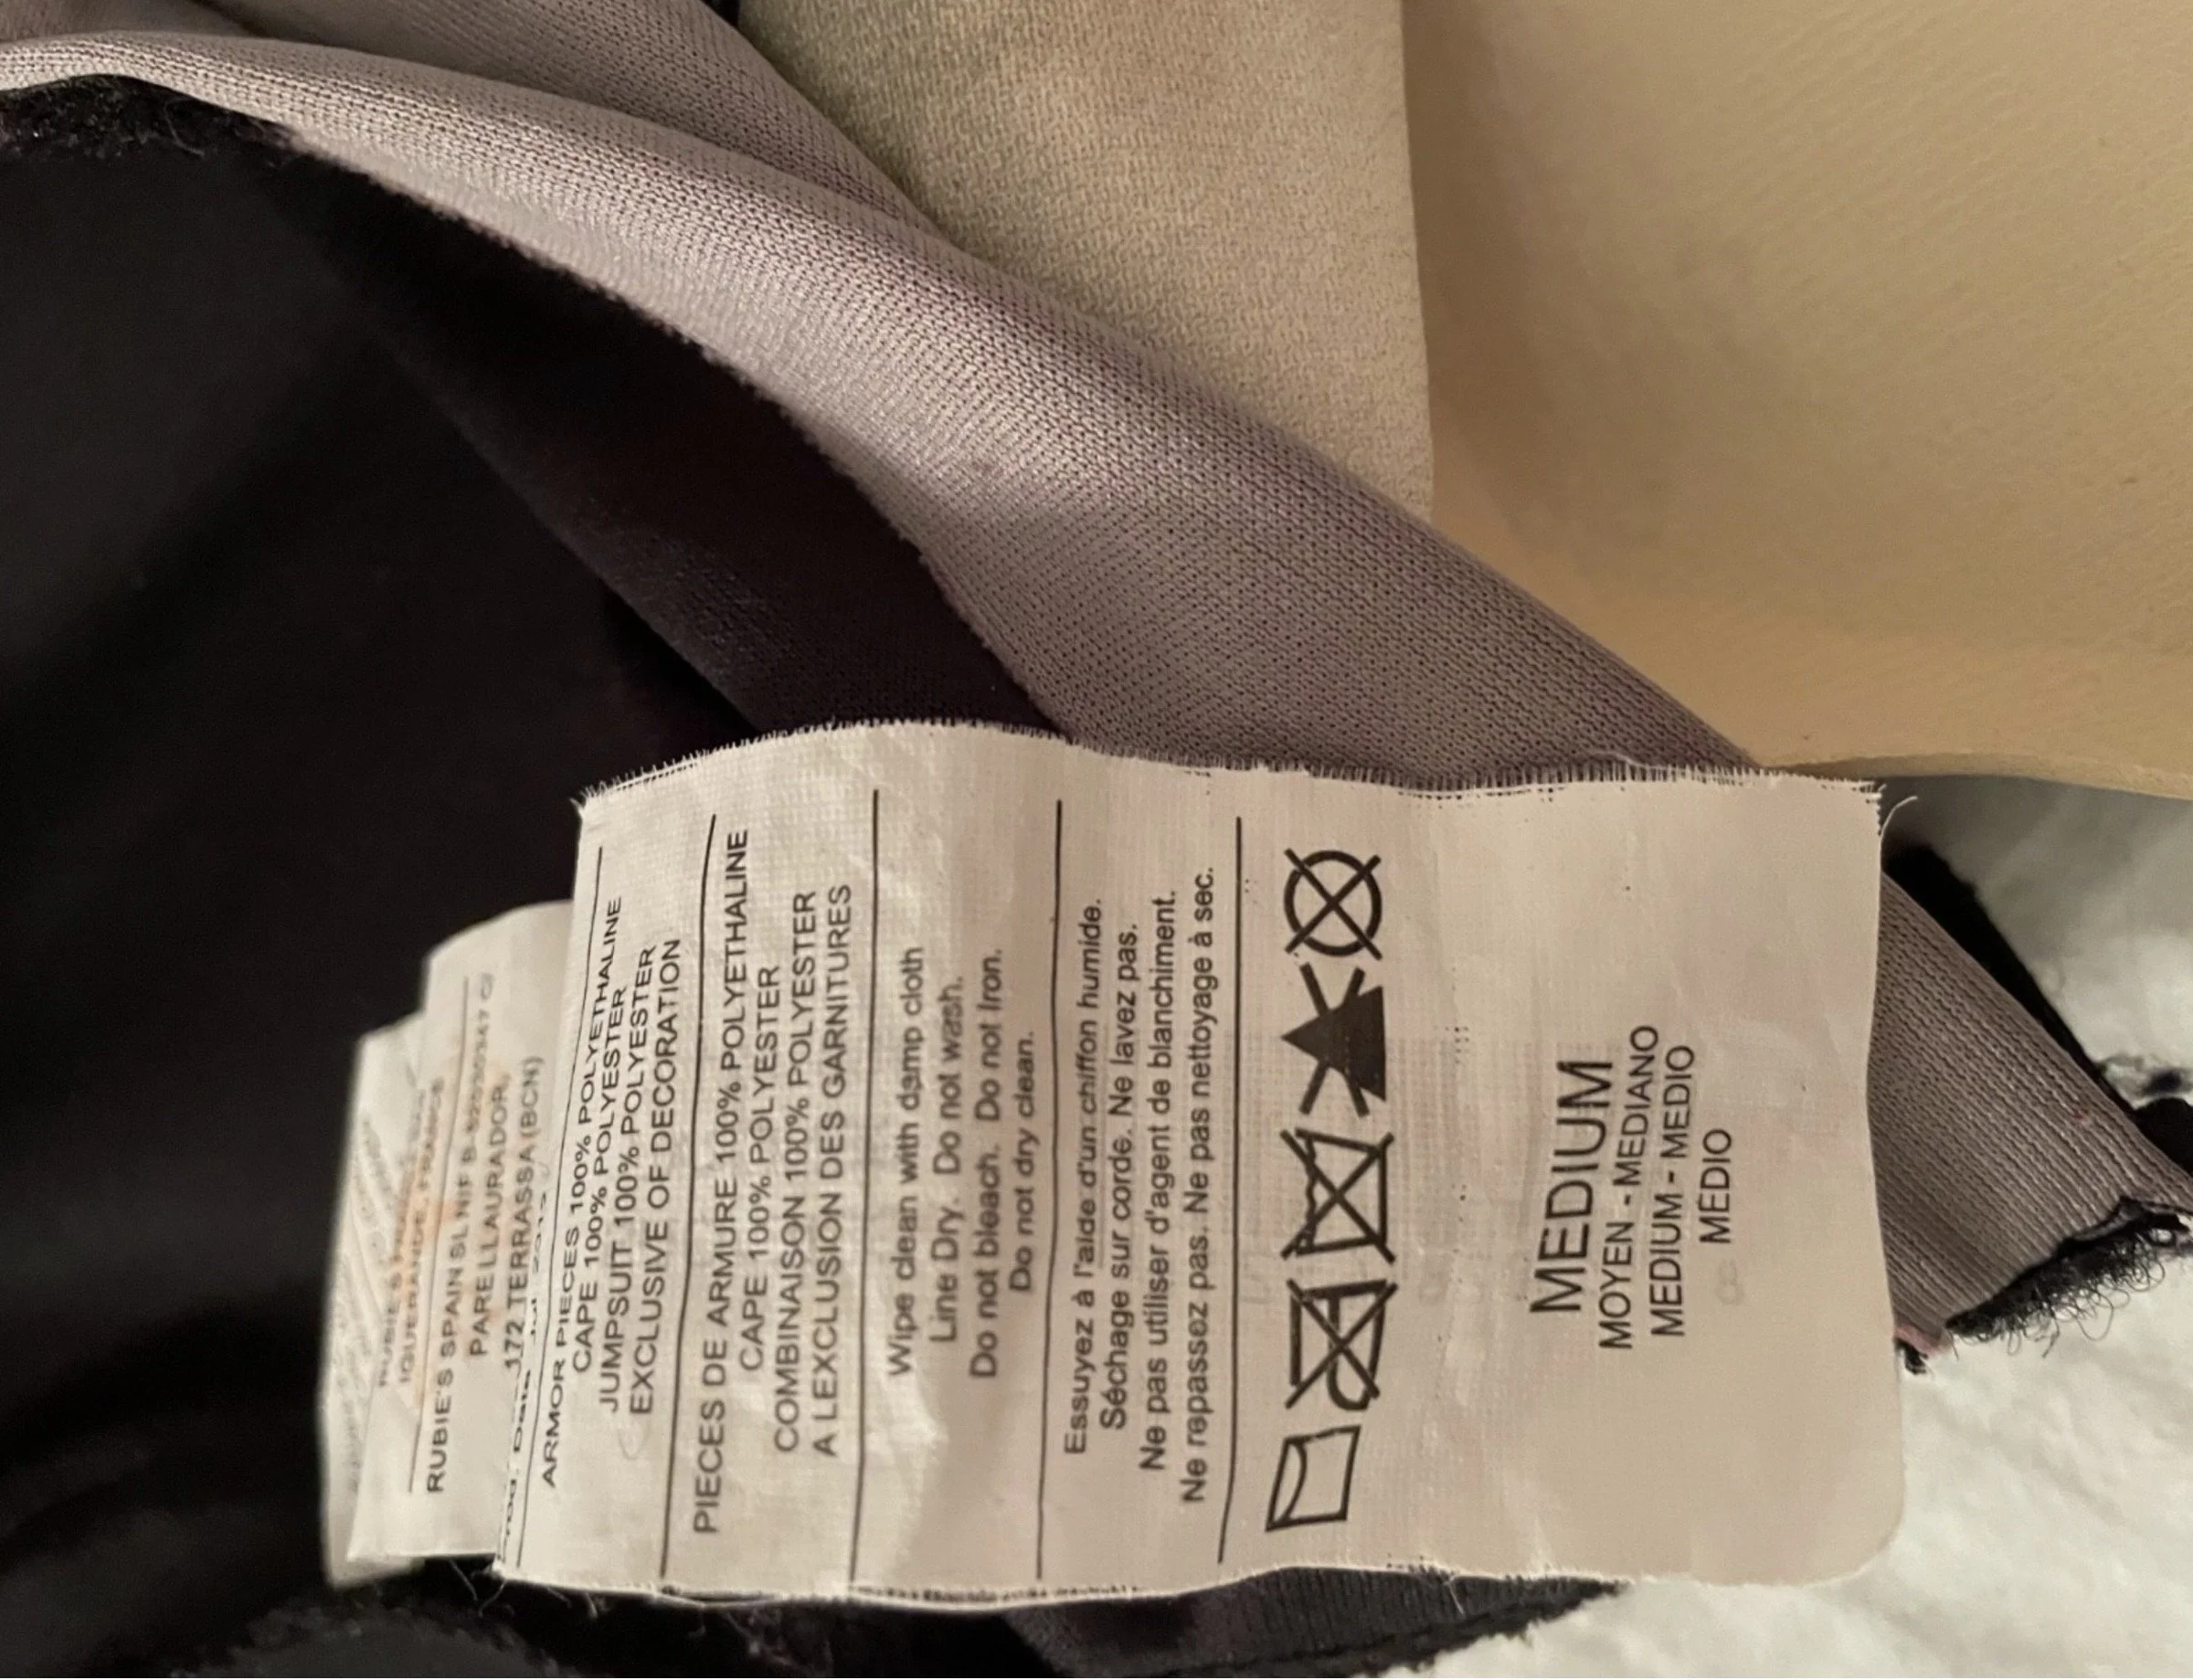 RUBIE'S SPAIN SL NIF B
PARELLAURADOR,
172 TERRASSA (BCN)
ARMOR PIECES 100% POLYETHALINE
CAPE 100% POLYESTER
JUMPSUIT 100% POLYESTER
EXCLUSIVE OF DECORATION
PIECES DE ARMURE 100% POLYETHALINE
CAPE 100% POLYESTER
COMBINAISON 100% POLYESTER
A LEXCLUSION DES GARNITURES
Wipe clean with damp cloth
Line Dry. Do not wash.
Do not bleach. Do not Iron.
Do not dry clean.
Essuyez à l'aide d'un chiffon humide.
Séchage sur corde. Ne lavez pas.
Ne pas utiliser d'agent de blanchiment.
Ne repassez pas. Ne pas nettoyage à sec.
MEDIUM
MOYEN - MEDIANO
MEDIUM - MEDIO
MÉDIO